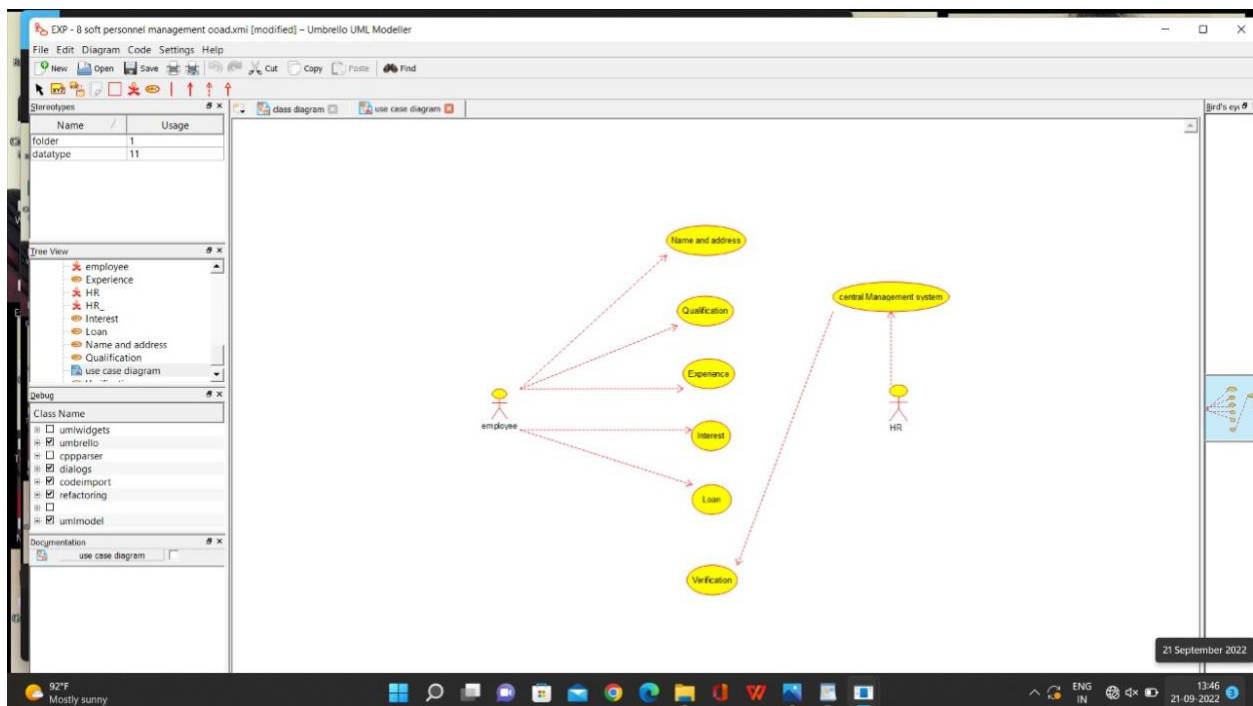 EXP - 8 soft personnel management ooad.xmi [modified] – Umbrello UML Modeller
File Edit Diagram Code Settings Help
New Open Save Cut Copy Paste Find
Stereotypes
Name Usage
folder 1
datatype 11
Tree View
employee
Experience
HR
HR_
Interest
Loan
Name and address
Qualification
use case diagram
Debug
Class Name
umlwidgets
umbrello
cppparser
dialogs
codeimport
refactoring
umlmodel
Documentation
use case diagram
class diagram use case diagram
Name and address
central Management system
Qualification
Experience
employee
HR
Interest
Loan
Verification
Bird's eye
21 September 2022
92°F
Mostly sunny
ENG
IN
13:46
21-09-2022
3